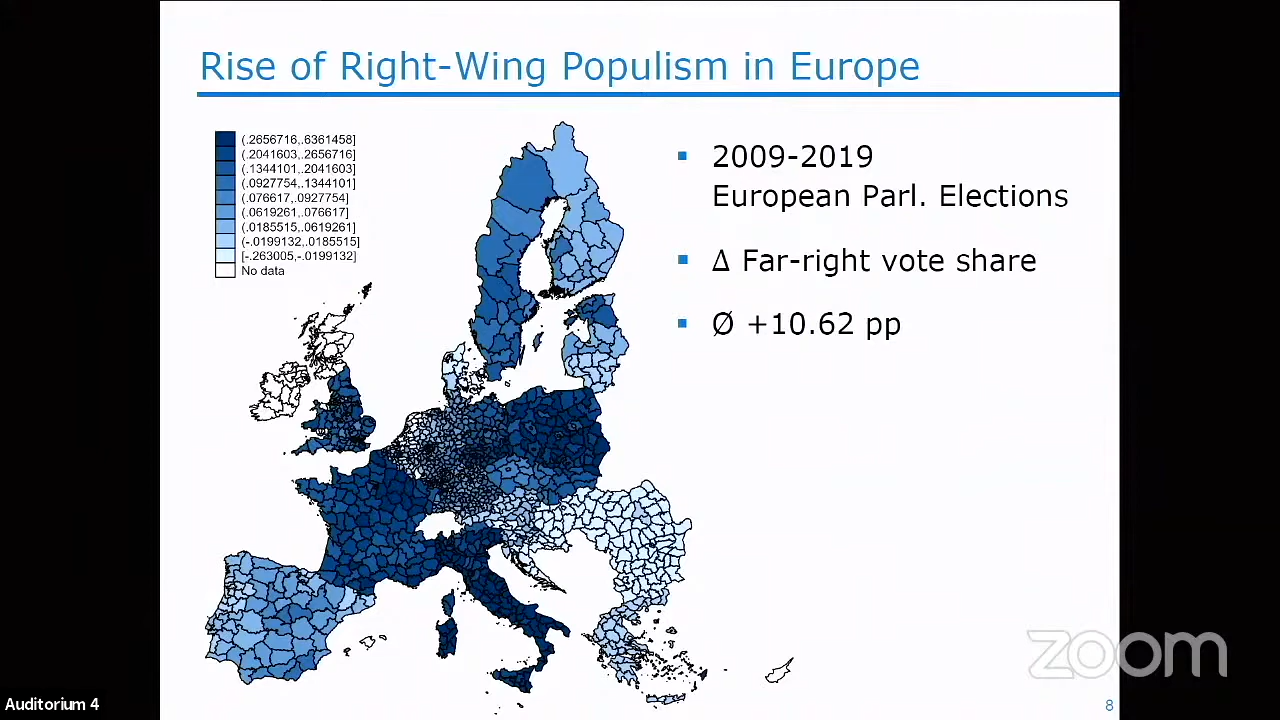 Rise of Right-Wing Populism in Europe
(.2656716,.6361458]
(.2041603,.2656716]
(.1344101,.2041603]
(.0927754,.1344101]
(.076617,.0927754]
(.0619261,.076617]
(.0185515,.0619261]
(-.0199132,.0185515]
[-.263005,-.0199132]
No data
▪ 2009-2019
European Parl. Elections
▪ Δ Far-right vote share
▪ Ø +10.62 pp
zoom
Auditorium 4
8